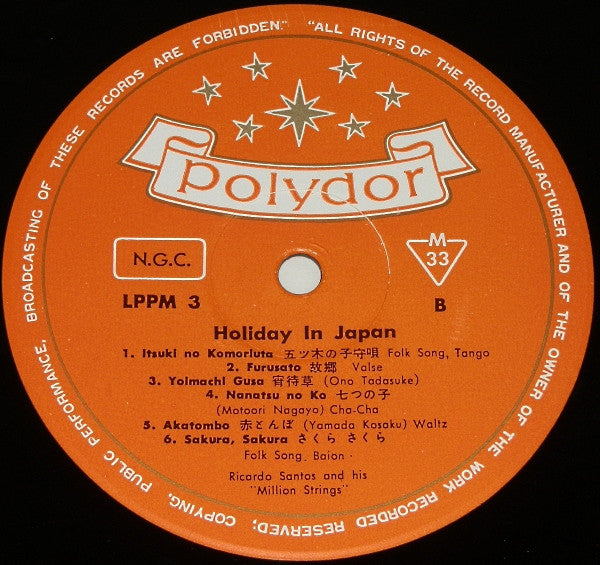 "ALL RIGHTS OF THE RECORD MANUFACTURER AND OF THE OWNER OF THE WORK RECORDED RESERVED; COPYING, PUBLIC PERFORMANCE, BROADCASTING OF THESE RECORDS ARE FORBIDDEN."
polydor
N.G.C.
M
33
LPPM 3
B
Holiday In Japan
1. Itsuki no Komoriuta 五ツ木の子守唄 Folk Song, Tango
2. Furusato 故郷 Valse
3. Yoimachi Gusa 宵待草 (Ono Tadasuke)
4. Nanatsu no Ko 七つの子
(Motoori Nagayo) Cha-Cha
5. Akatombo 赤とんぼ (Yamada Kosaku) Waltz
6. Sakura, Sakura さくら さくら
Folk Song, Baion
Ricardo Santos and his
"Million Strings"